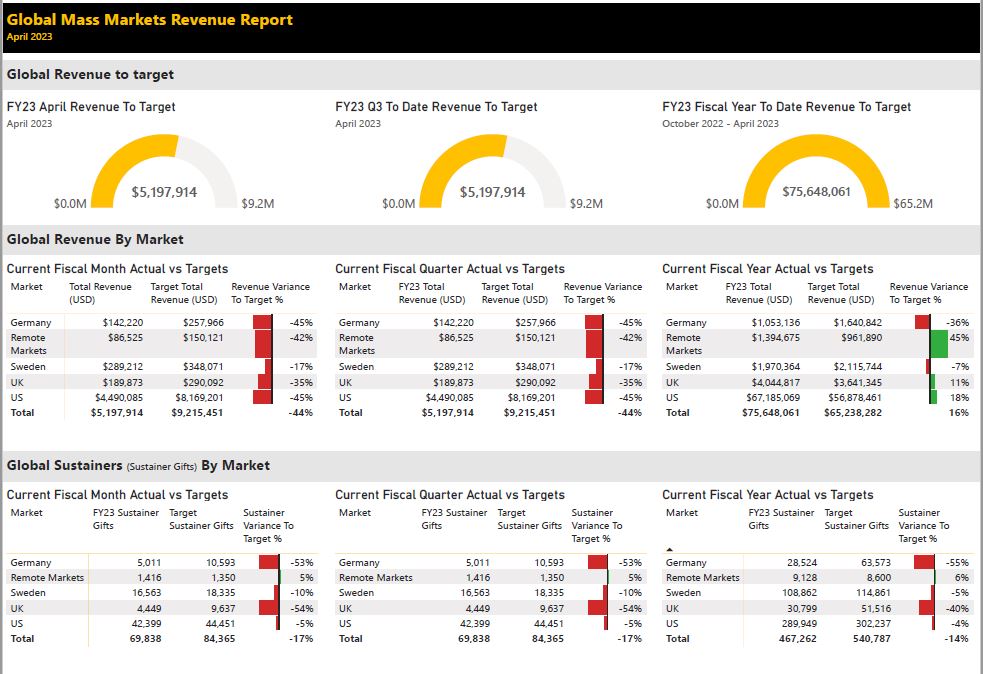 Global Mass Markets Revenue Report
April 2023
Global Revenue to target
FY23 April Revenue To Target
April 2023
$5,197,914
$0.0M
$9.2M
FY23 Q3 To Date Revenue To Target
April 2023
$5,197,914
$0.0M
$9.2M
FY23 Fiscal Year To Date Revenue To Target
October 2022 - April 2023
$75,648,061
$0.0M
$65.2M
Global Revenue By Market
Current Fiscal Month Actual vs Targets
Market Total Revenue Target Total Revenue Variance
(USD) Revenue (USD) To Target %
Germany $142,220 $257,966 -45%
Remote $86,525 $150,121 -42%
Markets
Sweden $289,212 $348,071 -17%
UK $189,873 $290,092 -35%
US $4,490,085 $8,169,201 -45%
Total $5,197,914 $9,215,451 -44%
Current Fiscal Quarter Actual vs Targets
Market FY23 Total Target Total Revenue Variance
Revenue (USD) Revenue (USD) To Target %
Germany $142,220 $257,966 -45%
Remote $86,525 $150,121 -42%
Markets
Sweden $289,212 $348,071 -17%
UK $189,873 $290,092 -35%
US $4,490,085 $8,169,201 -45%
Total $5,197,914 $9,215,451 -44%
Current Fiscal Year Actual vs Targets
Market FY23 Total Target Total Revenue Variance
Revenue (USD) Revenue (USD) To Target %
Germany $1,053,136 $1,640,842 -36%
Remote $1,394,675 $961,890 45%
Markets
Sweden $1,970,364 $2,115,744 -7%
UK $4,044,817 $3,641,345 11%
US $67,185,069 $56,878,461 18%
Total $75,648,061 $65,238,282 16%
Global Sustainers (Sustainer Gifts) By Market
Current Fiscal Month Actual vs Targets
Market FY23 Sustainer Target Sustainer
Gifts Sustainer Gifts Variance To
Target %
Germany 5,011 10,593 -53%
Remote Markets 1,416 1,350 5%
Sweden 16,563 18,335 -10%
UK 4,449 9,637 -54%
US 42,399 44,451 -5%
Total 69,838 84,365 -17%
Current Fiscal Quarter Actual vs Targets
Market FY23 Sustainer Target Sustainer
Gifts Sustainer Gifts Variance To
Target %
Germany 5,011 10,593 -53%
Remote Markets 1,416 1,350 5%
Sweden 16,563 18,335 -10%
UK 4,449 9,637 -54%
US 42,399 44,451 -5%
Total 69,838 84,365 -17%
Current Fiscal Year Actual vs Targets
Market FY23 Sustainer Target Sustainer
Gifts Sustainer Gifts Variance To
Target %
Germany 28,524 63,573 -55%
Remote Markets 9,128 8,600 6%
Sweden 108,862 114,861 -5%
UK 30,799 51,516 -40%
US 289,949 302,237 -4%
Total 467,262 540,787 -14%